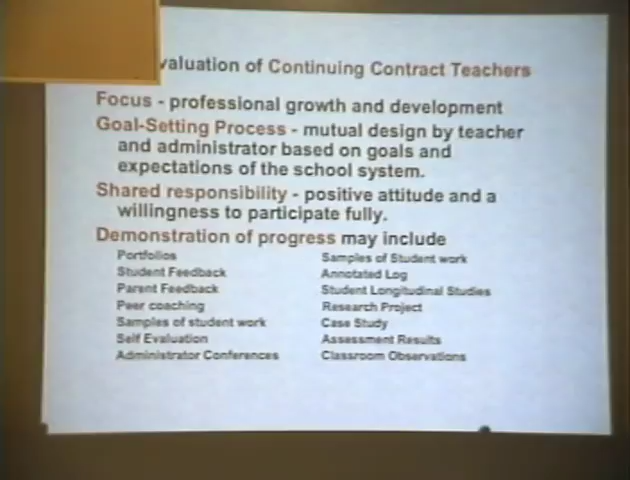 valuation of Continuing Contract Teachers
Focus - professional growth and development
Goal-Setting Process - mutual design by teacher
and administrator based on goals and
expectations of the school system.
Shared responsibility - positive attitude and a
willingness to participate fully.
Demonstration of progress may include
Portfolios
Student Feedback
Parent Feedback
Peer coaching
Samples of student work
Self Evaluation
Administrator Conferences
Samples of Student work
Annotated Log
Student Longitudinal Studies
Research Project
Case Study
Assessment Results
Classroom Observations